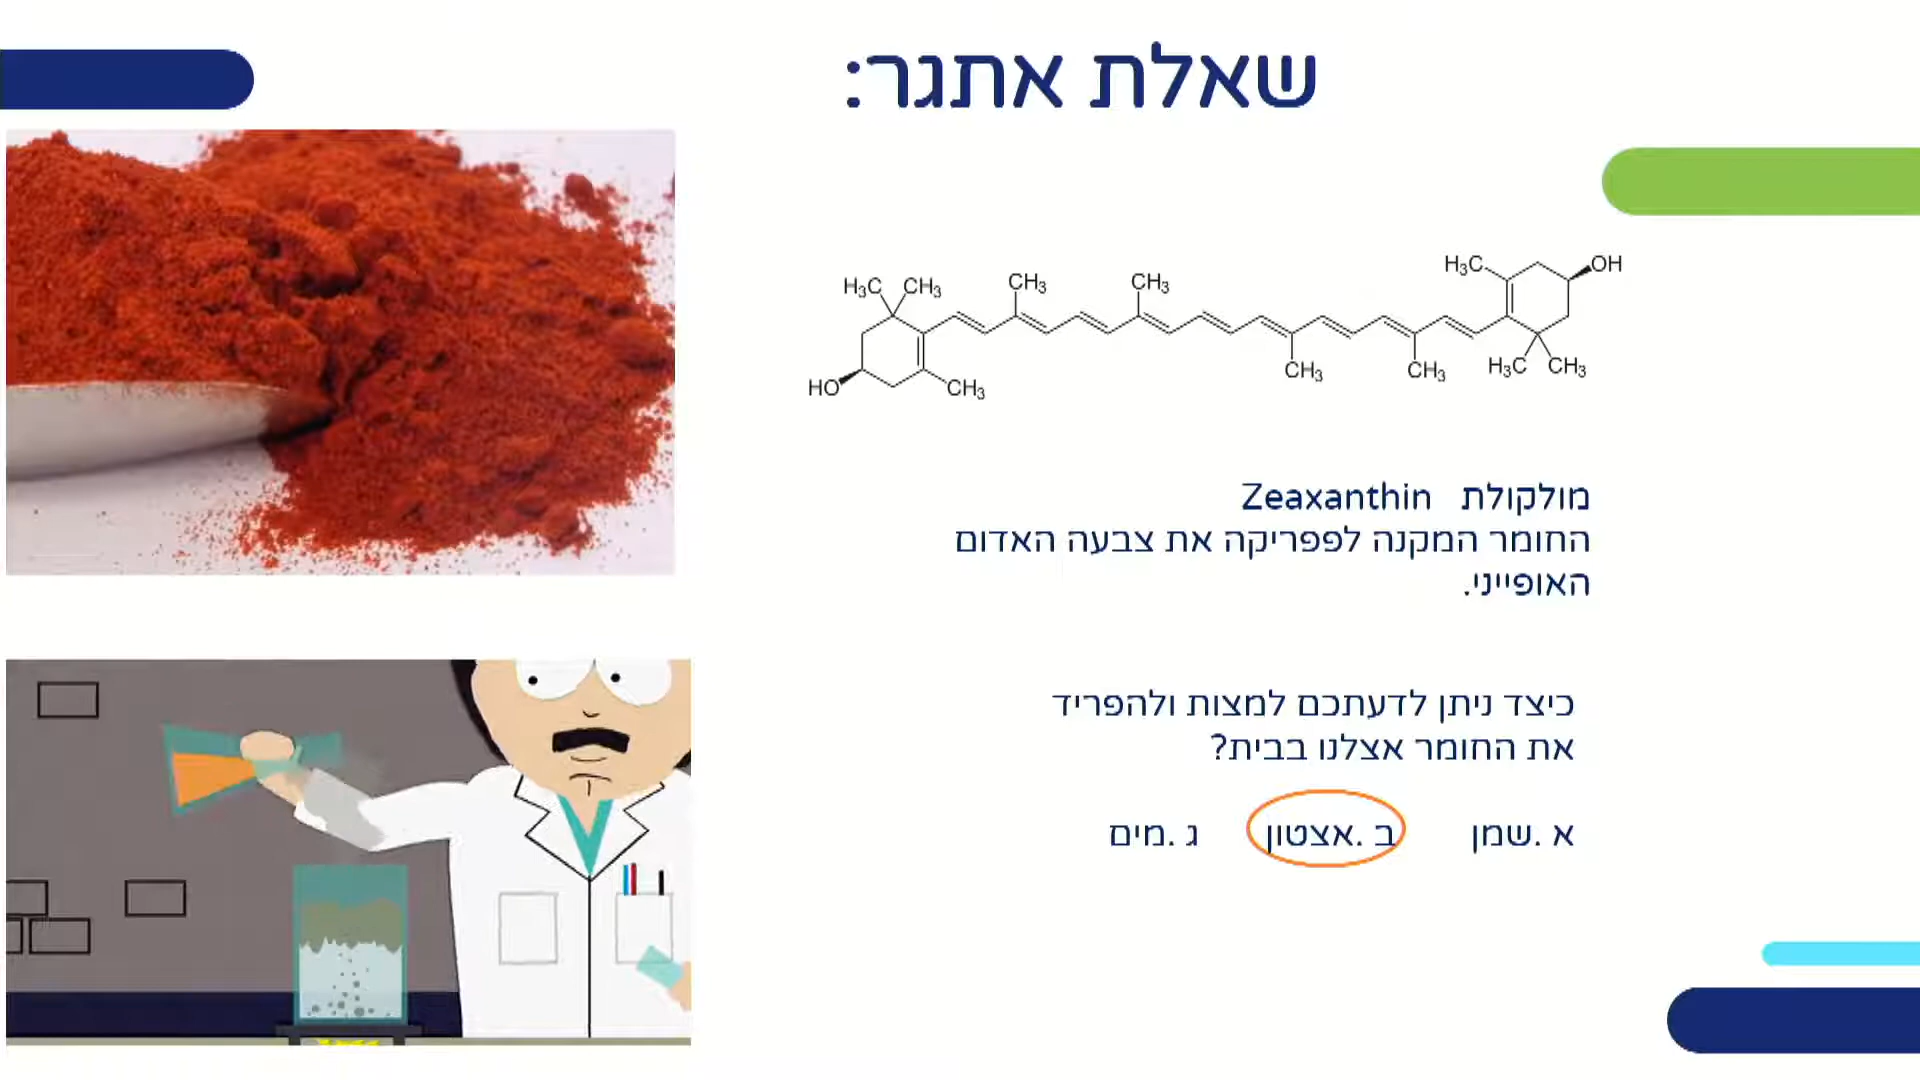 שאלת אתגר:
H₃C CH₃ CH₃ CH₃ H₃C OH
HO CH₃ CH₃ CH₃ H₃C CH₃
מולקולת Zeaxanthin
החומר המקנה לפפריקה את צבעה האדום
האופייני.
כיצד ניתן לדעתכם למצות ולהפריד
את החומר אצלנו בבית?
א .שמן ב .אצטון ג .מים